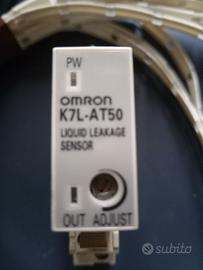 PW
OMRON
K7L-AT50
LIQUID LEAKAGE
SENSOR
OUT ADJUST
subito